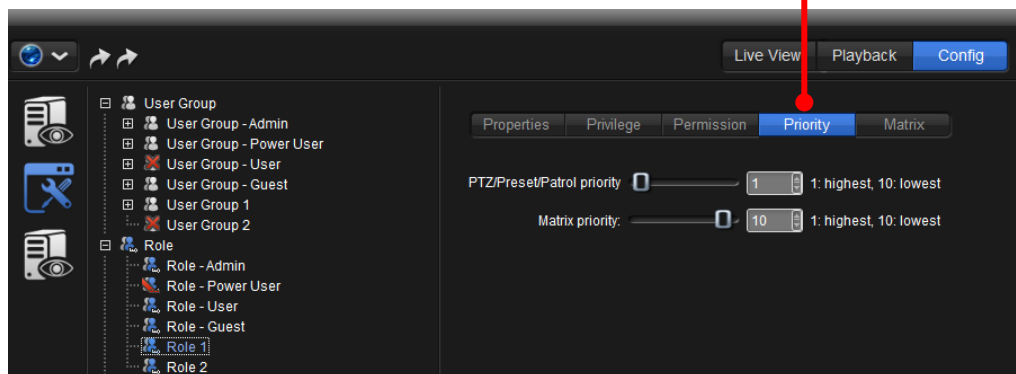 Live View Playback Config
User Group
User Group - Admin
User Group - Power User
User Group - User
User Group - Guest
User Group 1
User Group 2
Role
Role - Admin
Role - Power User
Role - User
Role - Guest
Role 1
Role 2
Properties Privilege Permission Priority Matrix
PTZ/Preset/Patrol priority 1 1: highest, 10: lowest
Matrix priority: 10 1: highest, 10: lowest